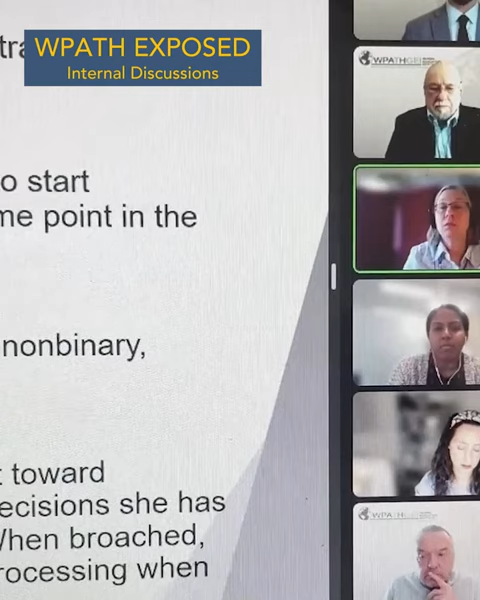 WPATH EXPOSED
Internal Discussions
tra
o start
me point in the
nonbinary,
t toward
ecisions she has
When broached,
rocessing when
WPATH
WPATH